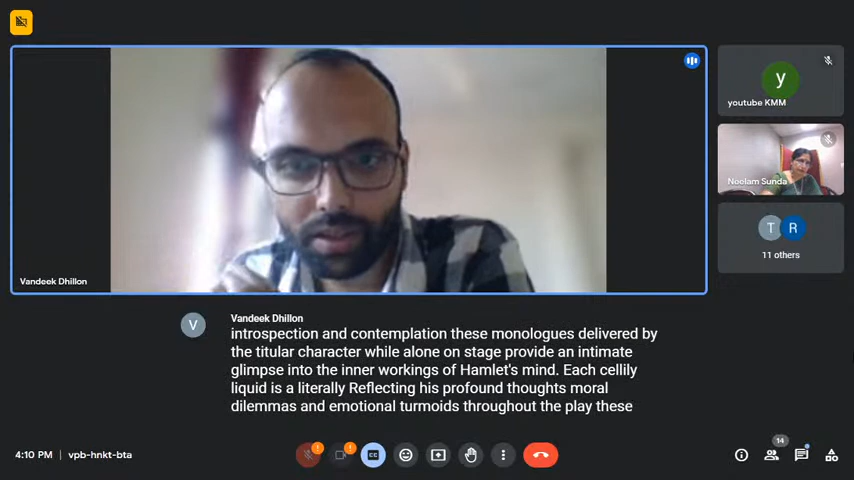 y
youtube KMM
Neelam Sunda
T R
11 others
Vandeek Dhillon
V
Vandeek Dhillon
introspection and contemplation these monologues delivered by
the titular character while alone on stage provide an intimate
glimpse into the inner workings of Hamlet's mind. Each cellily
liquid is a literally Reflecting his profound thoughts moral
dilemmas and emotional turmoids throughout the play these
4:10 PM | vpb-hnkt-bta
! ! CC
14